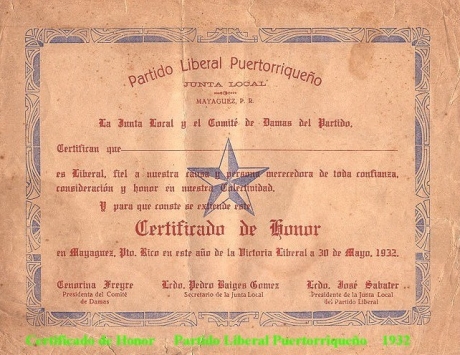 Partido Liberal Puertorriqueño
JUNTA LOCAL
MAYAGUEZ, P. R.
La Junta Local y el Comité de Damas del Partido,
Certifican que
es Liberal, fiel a nuestra causa y persona merecedora de toda confianza,
consideración y honor en nuestra Colectividad.
Y para que conste se extiende este
Certificado de Honor
en Mayaguez, Pto. Rico en este año de la Victoria Liberal a 30 de Mayo, 1932.
Cenorina Freyre Lcdo. Pedro Baiges Gomez Lcdo. José Sabater
Presidenta del Comité Secretario de la Junta Local Presidente de la Junta Local
de Damas del Partido
Certificado de Honor Partido Liberal Puertorriqueño 1932